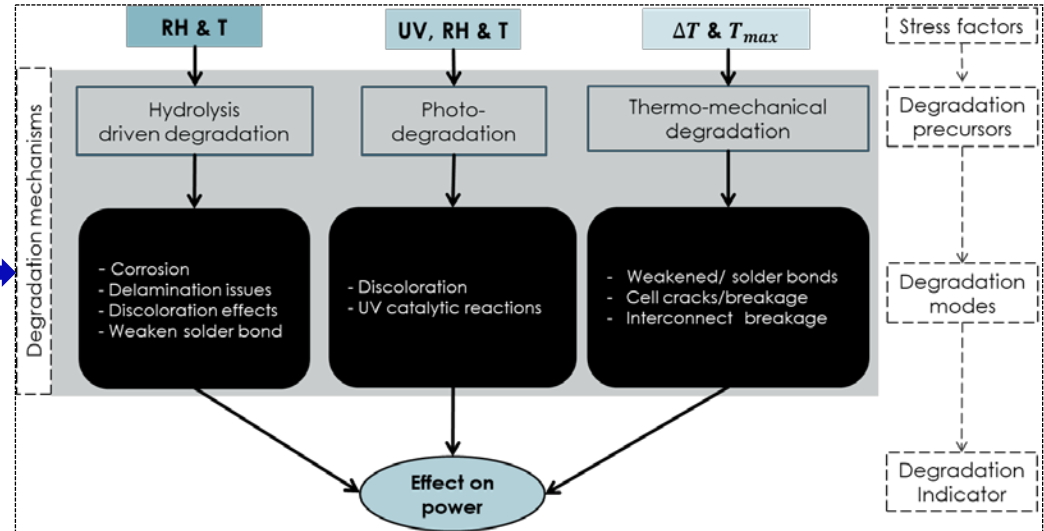 RH & T
UV, RH & T
ΔT & Tmax
Stress factors
Degradation mechanisms
Hydrolysis
driven degradation
Photo-
degradation
Thermo-mechanical
degradation
Degradation
precursors
- Corrosion
- Delamination issues
- Discoloration effects
- Weaken solder bond
- Discoloration
- UV catalytic reactions
- Weakened/ solder bonds
- Cell cracks/breakage
- Interconnect breakage
Degradation
modes
Effect on
power
Degradation
Indicator